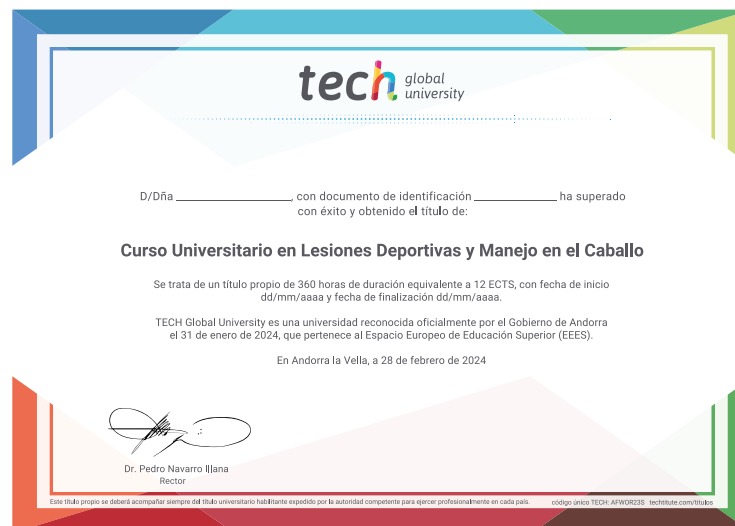 tech global university
D/Dña ____________________, con documento de identificación ______________ ha superado
con éxito y obtenido el título de:
Curso Universitario en Lesiones Deportivas y Manejo en el Caballo
Se trata de un título propio de 360 horas de duración equivalente a 12 ECTS, con fecha de inicio
dd/mm/aaaa y fecha de finalización dd/mm/aaaa.
TECH Global University es una universidad reconocida oficialmente por el Gobierno de Andorra
el 31 de enero de 2024, que pertenece al Espacio Europeo de Educación Superior (EEES).
En Andorra la Vella, a 28 de febrero de 2024
Dr. Pedro Navarro Illana
Rector
Este título propio se deberá acompañar siempre del título universitario habilitante expedido por la autoridad competente para ejercer profesionalmente en cada país. código único TECH: AFWOR23S techtitute.com/títulos